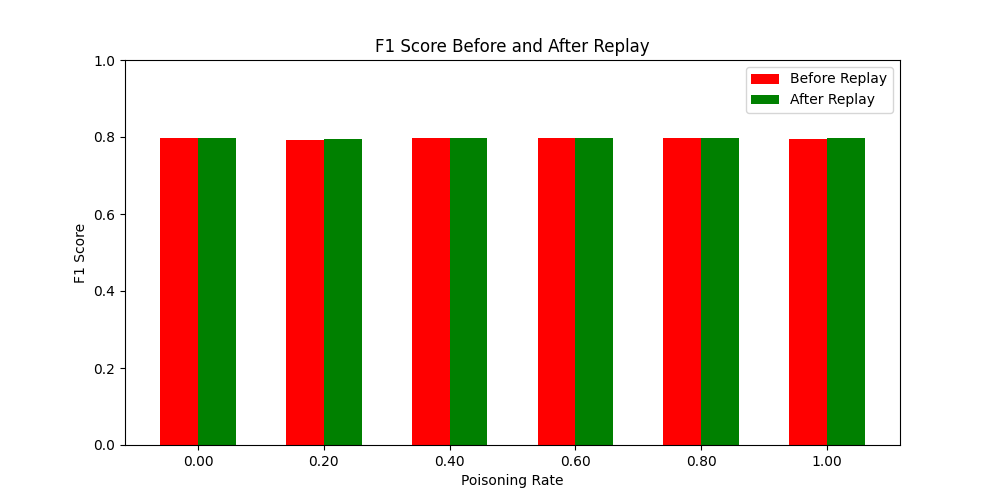 F1 Score Before and After Replay
1.0
0.8
0.6
0.4
0.2
0.0
F1 Score
Before Replay
After Replay
0.00 0.20 0.40 0.60 0.80 1.00
Poisoning Rate